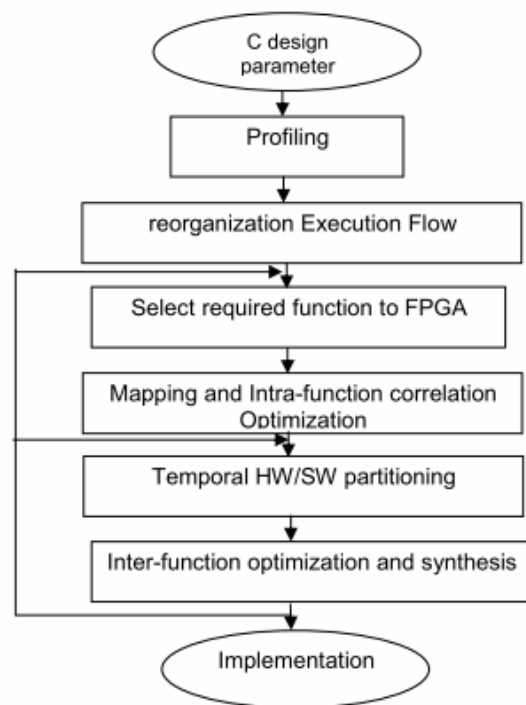 C design
parameter
Profiling
reorganization Execution Flow
Select required function to FPGA
Mapping and Intra-function correlation
Optimization
Temporal HW/SW partitioning
Inter-function optimization and synthesis
Implementation